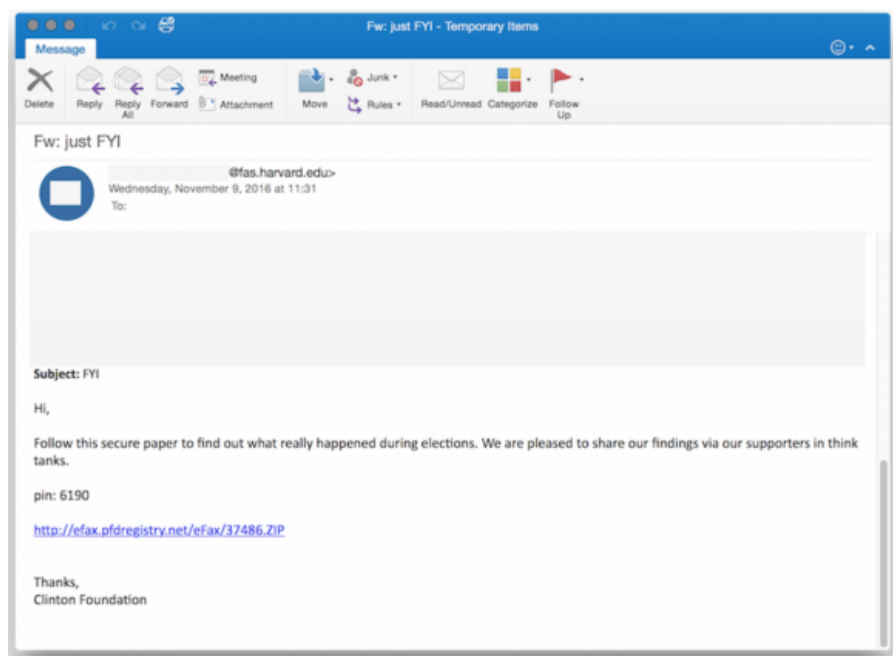 Fw: just FYI - Temporary Items
Message
Delete
Reply
Reply All
Forward
Meeting
Attachment
Move
Junk
Rules
Read/Unread
Categorize
Follow Up
Fw: just FYI
@fas.harvard.edu>
Wednesday, November 9, 2016 at 11:31
To:
Subject: FYI
Hi,
Follow this secure paper to find out what really happened during elections. We are pleased to share our findings via our supporters in think
tanks.
pin: 6190
http://efax.pfdregistry.net/eFax/37486.ZIP
Thanks,
Clinton Foundation